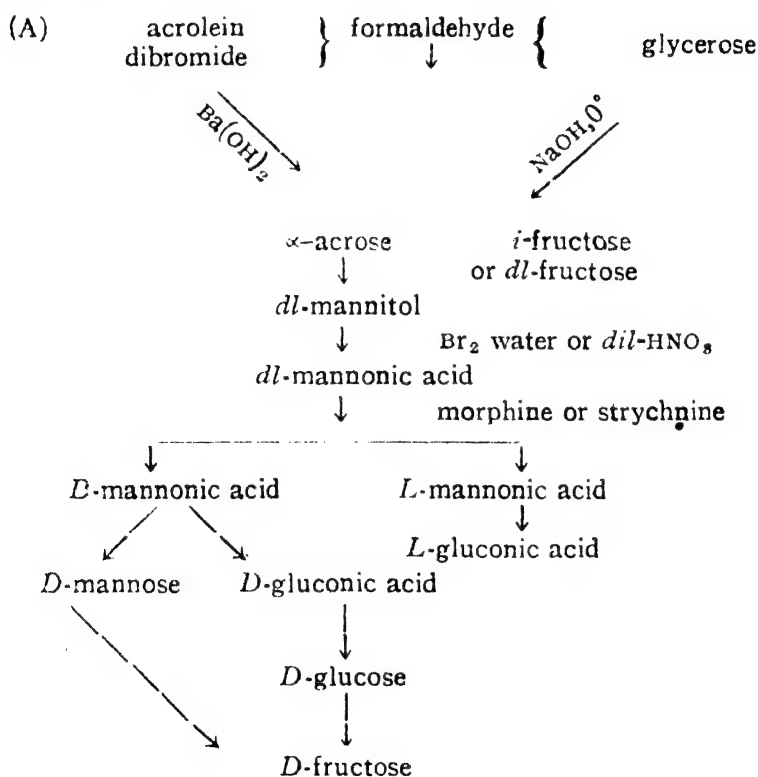 (A) acrolein dibromide } formaldehyde { glycerose
Ba(OH)₂
NaOH,0°
α-acrose
i-fructose
or dl-fructose
dl-mannitol
Br₂ water or dil-HNO₃
dl-mannonic acid
morphine or strychnine
D-mannonic acid L-mannonic acid
L-gluconic acid
D-mannose D-gluconic acid
D-glucose
D-fructose